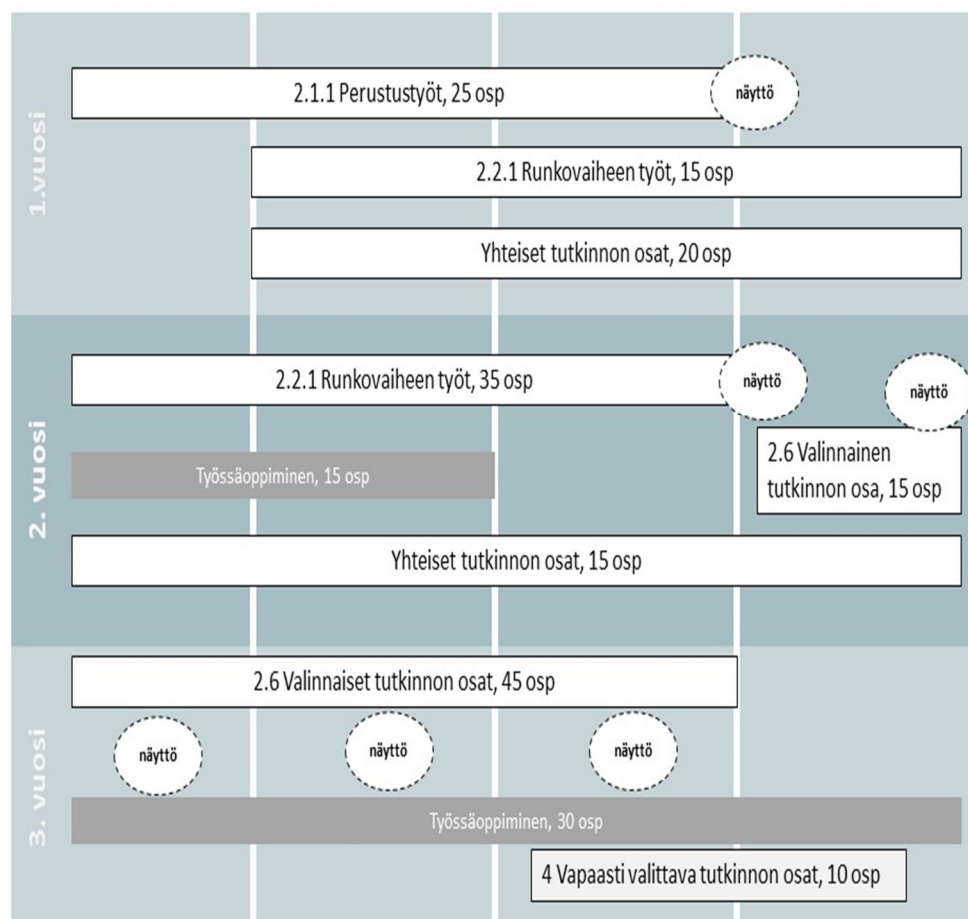 1.vuosi
2.1.1 Perustustyöt, 25 osp
näyttö
2.2.1 Runkovaiheen työt, 15 osp
Yhteiset tutkinnon osat, 20 osp
2. vuosi
2.2.1 Runkovaiheen työt, 35 osp
näyttö
näyttö
Työssäoppiminen, 15 osp
2.6 Valinnainen
tutkinnon osa, 15 osp
Yhteiset tutkinnon osat, 15 osp
3. vuosi
2.6 Valinnaiset tutkinnon osat, 45 osp
näyttö
näyttö
näyttö
Työssäoppiminen, 30 osp
4 Vapaasti valittava tutkinnon osat, 10 osp